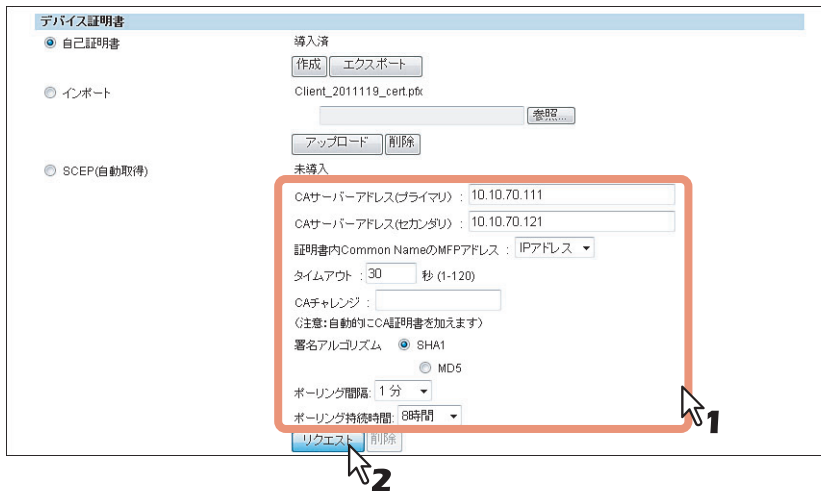 デバイス証明書
自己証明書
導入済
作成 エクスポート
インポート
Client_2011119_cert.pfx
参照...
アップロード 削除
SCEP(自動取得)
未導入
CAサーバーアドレス(プライマリ) : 10.10.70.111
CAサーバーアドレス(セカンダリ) : 10.10.70.121
証明書内Common NameのMFPアドレス : IPアドレス
タイムアウト : 30 秒 (1-120)
CAチャレンジ :
(注意:自動的にCA証明書を加えます)
署名アルゴリズム SHA1
MD5
ポーリング間隔: 1 分
ポーリング持続時間: 8時間
1
リクエスト 削除
2